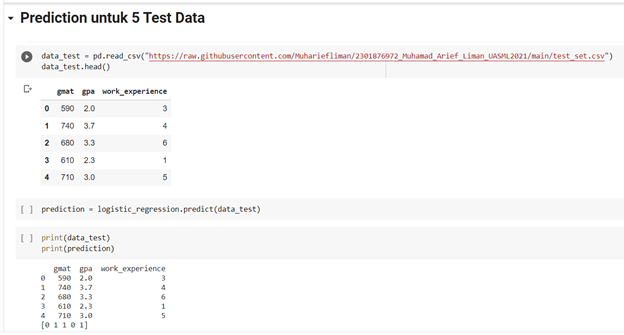 Prediction untuk 5 Test Data
data_test = pd.read_csv("https://raw.githubusercontent.com/Muhariefliman/2301876972_Muhamad_Arief_Liman_UASML2021/main/test_set.csv")
data_test.head()
gmat gpa work_experience
0 590 2.0 3
1 740 3.7 4
2 680 3.3 6
3 610 2.3 1
4 710 3.0 5
[ ] prediction = logistic_regression.predict(data_test)
[ ] print(data_test)
print(prediction)
gmat gpa work_experience
0 590 2.0 3
1 740 3.7 4
2 680 3.3 6
3 610 2.3 1
4 710 3.0 5
[0 1 1 0 1]